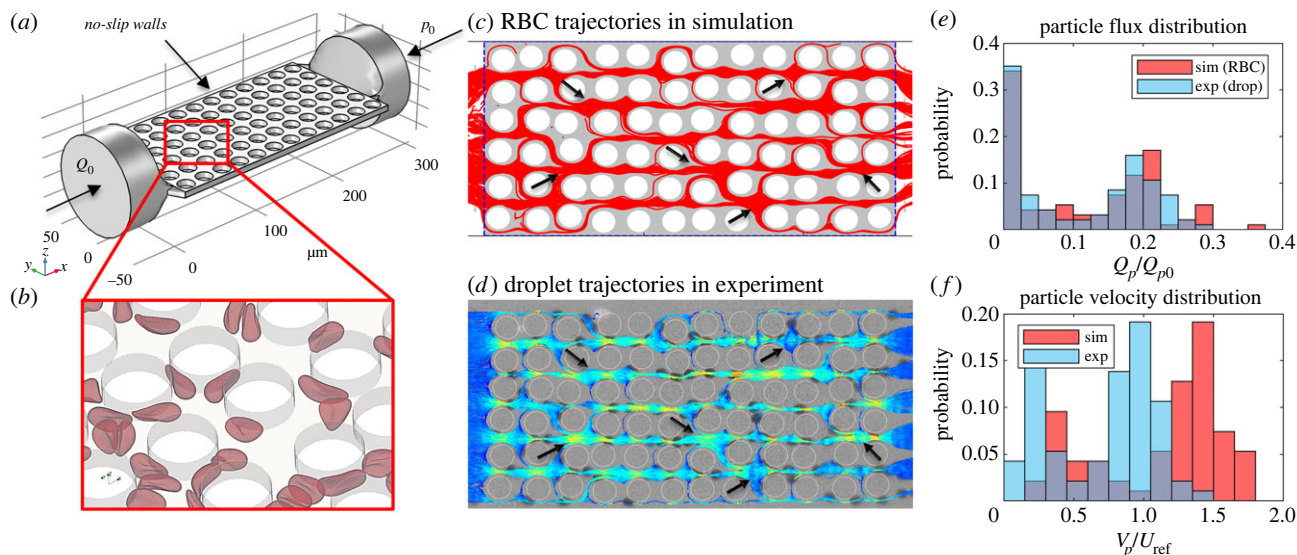 (a)
no-slip walls
p0
Q0
300
200
100
μm
0
50
0
−50
z
y
x
(b)
(c) RBC trajectories in simulation
(d) droplet trajectories in experiment
(e)
particle flux distribution
sim (RBC)
exp (drop)
probability
0.4
0.3
0.2
0.1
0
0.1
0.2
0.3
0.4
Qp/Qp0
(f)
particle velocity distribution
sim
exp
probability
0.20
0.15
0.10
0.05
0
0.5
1.0
1.5
2.0
Vp/Uref